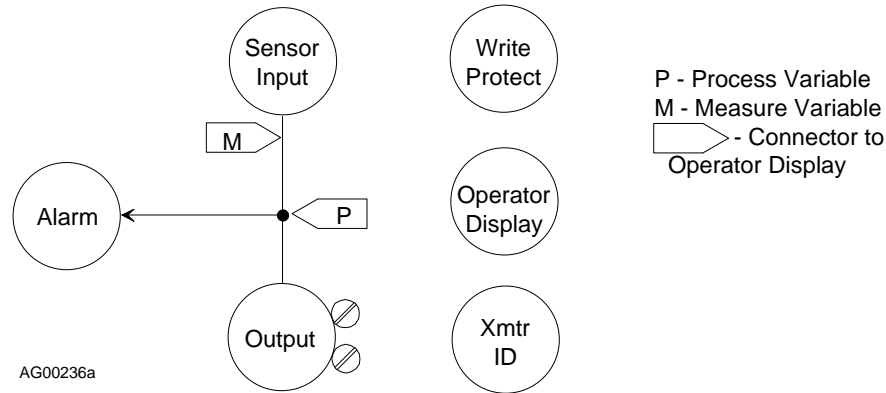 Sensor
Input
Write
Protect
P - Process Variable
M - Measure Variable
- Connector to
Operator Display
M
Alarm
P
Operator
Display
Output
Xmtr
ID
AG00236a